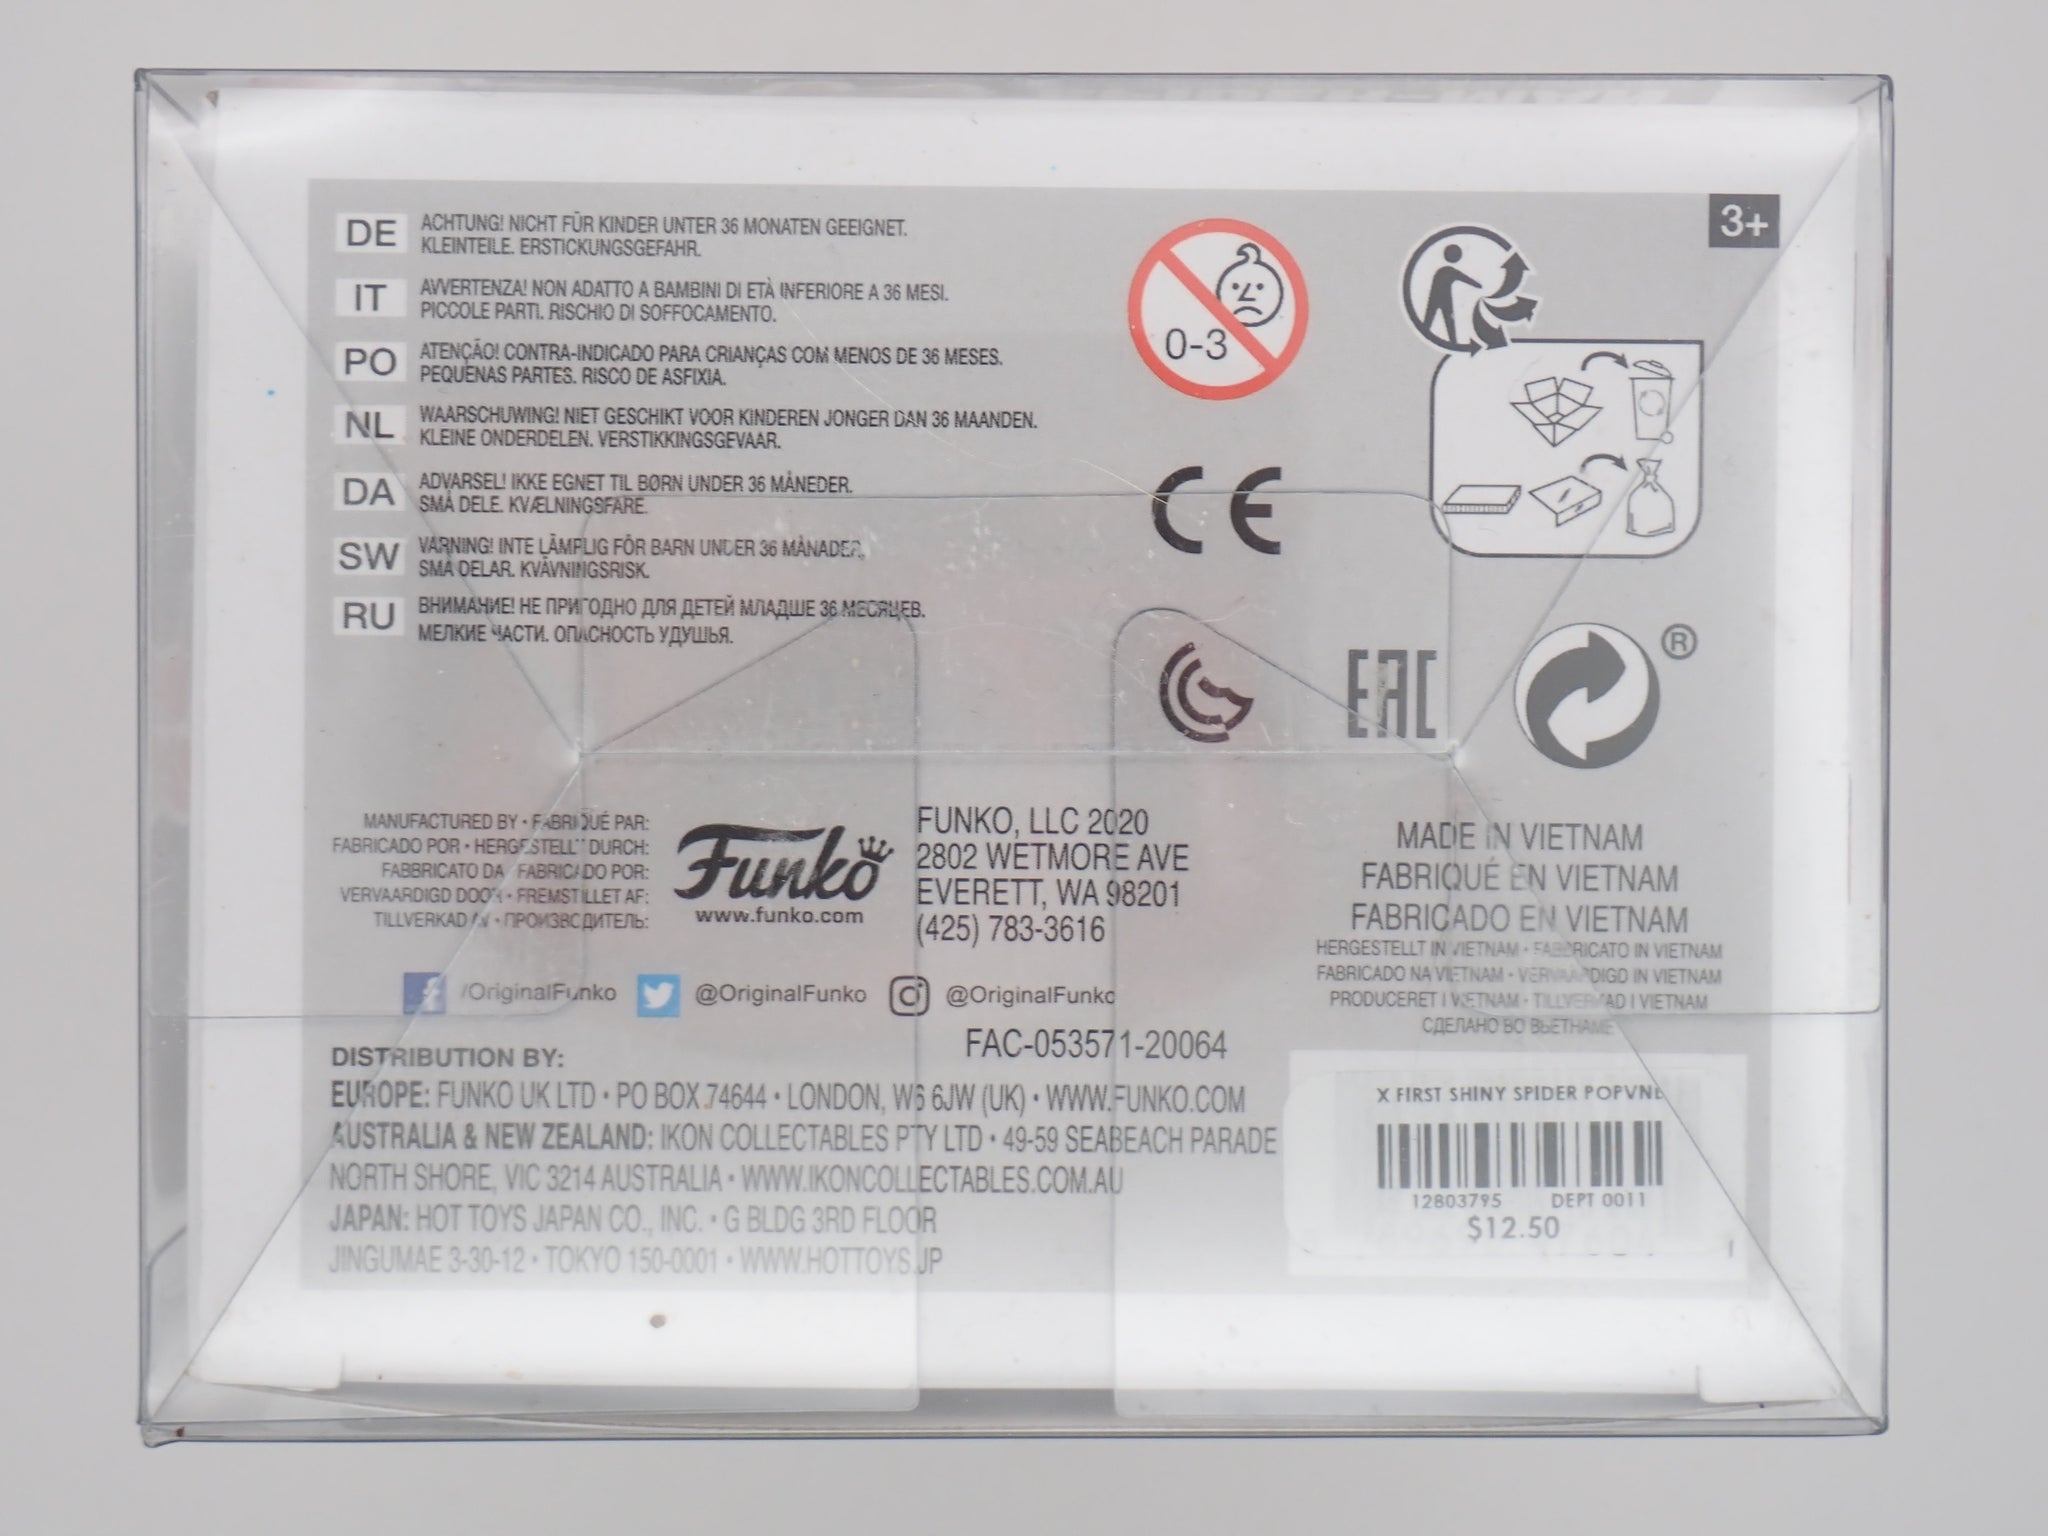 3+
DE
ACHTUNG! NICHT FÜR KINDER UNTER 36 MONATEN GEEIGNET.
KLEINTEILE. ERSTICKUNGSGEFAHR.
IT
AVVERTENZA! NON ADATTO A BAMBINI DI ETÀ INFERIORE A 36 MESI.
PICCOLE PARTI. RISCHIO DI SOFFOCAMENTO.
PO
ATENÇÃO! CONTRA-INDICADO PARA CRIANÇAS COM MENOS DE 36 MESES.
PEQUENAS PARTES. RISCO DE ASFIXIA.
NL
WAARSCHUWING! NIET GESCHIKT VOOR KINDEREN JONGER DAN 36 MAANDEN.
KLEINE ONDERDELEN. VERSTIKKINGSGEVAAR.
DA
ADVARSEL! IKKE EGNET TIL BØRN UNDER 36 MÅNEDER.
SMÅ DELE. KVÆLNINGSFARE.
SW
VARNING! INTE LÄMPLIG FÖR BARN UNDER 36 MÅNADER.
SMÅ DELAR. KVÄVNINGSRISK.
RU
ВНИМАНИЕ! НЕ ПРИГОДНО ДЛЯ ДЕТЕЙ МЛАДШЕ 36 МЕСЯЦЕВ.
МЕЛКИЕ ЧАСТИ. ОПАСНОСТЬ УДУШЬЯ.
0-3
CE
EAC
®
MANUFACTURED BY • FABRIQUÉ PAR:
FABRICADO POR • HERGESTELLT DURCH:
FABBRICATO DA FABRICADO POR:
VERVAARDIGD DOOR • FREMSTILLET AF:
TILLVERKAD AV • ПРОИЗВОДИТЕЛЬ:
Funko
www.funko.com
FUNKO, LLC 2020
2802 WETMORE AVE
EVERETT, WA 98201
(425) 783-3616
MADE IN VIETNAM
FABRIQUÉ EN VIETNAM
FABRICADO EN VIETNAM
HERGESTELLT IN VIETNAM • FABBRICATO IN VIETNAM
FABRICADO NA VIETNAM • VERVAARDIGD IN VIETNAM
PRODUCERET I VIETNAM • TILLVERKAD I VIETNAM
СДЕЛАНО ВО ВЬЕТНАМЕ
/OriginalFunko @OriginalFunko @OriginalFunko
FAC-053571-20064
DISTRIBUTION BY:
EUROPE: FUNKO UK LTD • PO BOX 74644 • LONDON, W6 6JW (UK) • WWW.FUNKO.COM
AUSTRALIA & NEW ZEALAND: IKON COLLECTABLES PTY LTD • 49-59 SEABEACH PARADE
NORTH SHORE, VIC 3214 AUSTRALIA • WWW.IKONCOLLECTABLES.COM.AU
JAPAN: HOT TOYS JAPAN CO., INC. • G BLDG 3RD FLOOR
JINGUMAE 3-30-12 • TOKYO 150-0001 • WWW.HOTTOYS.JP
X FIRST SHINY SPIDER POPVNL
12803795 DEPT 0011
$12.50